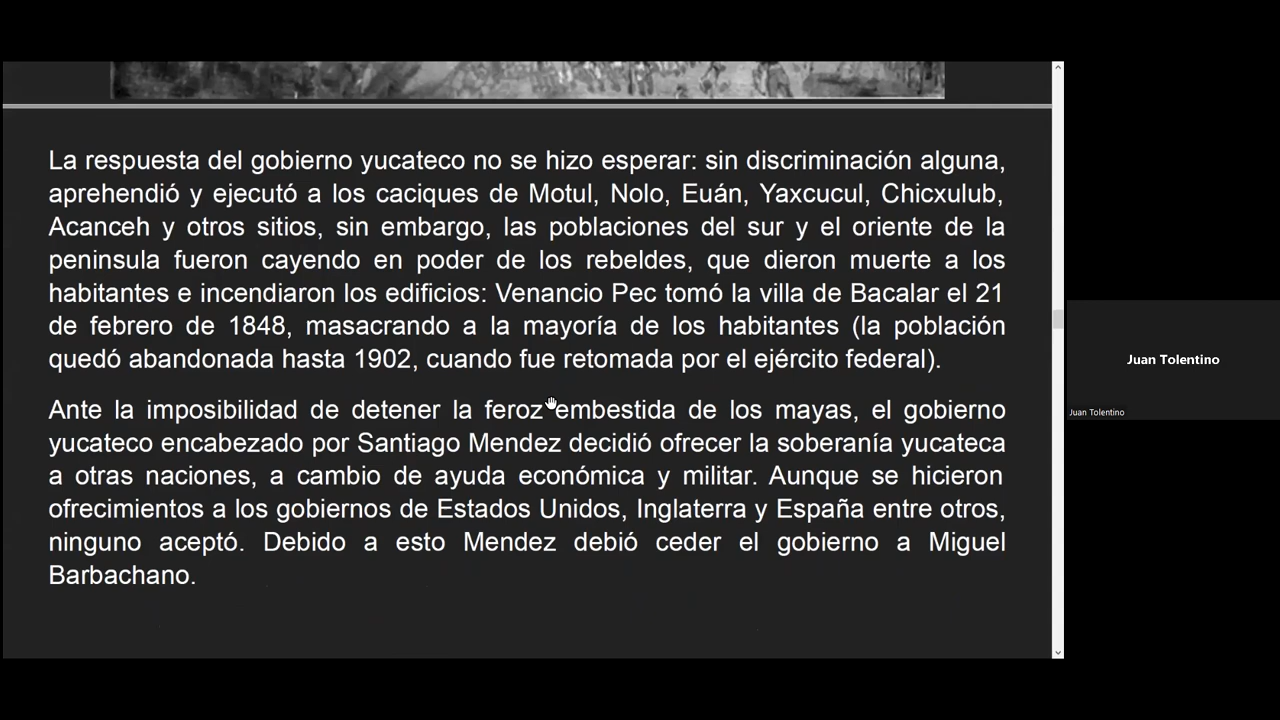 La respuesta del gobierno yucateco no se hizo esperar: sin discriminación alguna,
aprehendió y ejecutó a los caciques de Motul, Nolo, Euán, Yaxcucul, Chicxulub,
Acanceh y otros sitios, sin embargo, las poblaciones del sur y el oriente de la
peninsula fueron cayendo en poder de los rebeldes, que dieron muerte a los
habitantes e incendiaron los edificios: Venancio Pec tomó la villa de Bacalar el 21
de febrero de 1848, masacrando a la mayoría de los habitantes (la población
quedó abandonada hasta 1902, cuando fue retomada por el ejército federal).
Ante la imposibilidad de detener la feroz embestida de los mayas, el gobierno
yucateco encabezado por Santiago Mendez decidió ofrecer la soberanía yucateca
a otras naciones, a cambio de ayuda económica y militar. Aunque se hicieron
ofrecimientos a los gobiernos de Estados Unidos, Inglaterra y España entre otros,
ninguno aceptó. Debido a esto Mendez debió ceder el gobierno a Miguel
Barbachano.
Juan Tolentino
Juan Tolentino